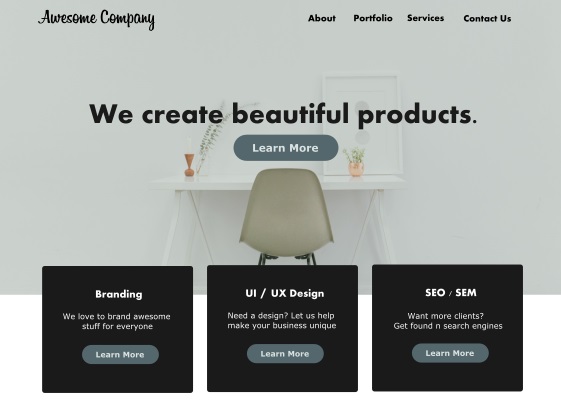 Awesome Company
About Portfolio Services Contact Us
We create beautiful products.
Learn More
Branding
We love to brand awesome
stuff for everyone
Learn More
UI / UX Design
Need a design? Let us help
make your business unique
Learn More
SEO / SEM
Want more clients?
Get found n search engines
Learn More